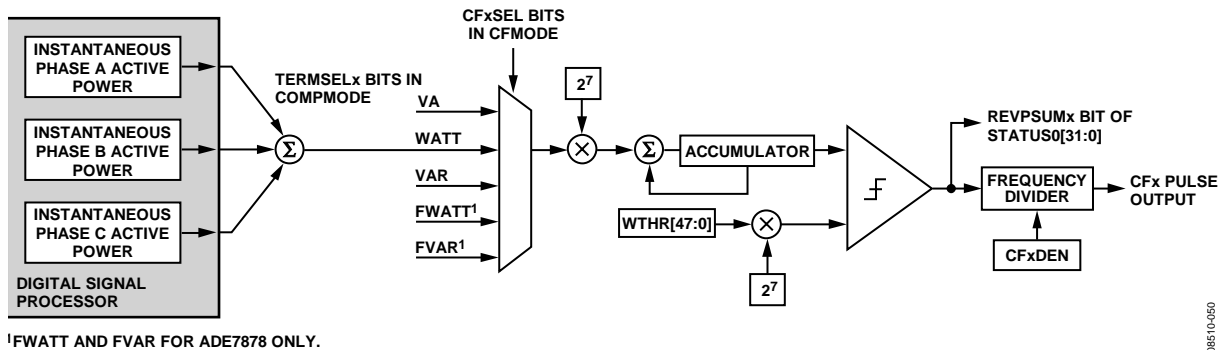 INSTANTANEOUS
PHASE A ACTIVE
POWER
INSTANTANEOUS
PHASE B ACTIVE
POWER
INSTANTANEOUS
PHASE C ACTIVE
POWER
DIGITAL SIGNAL
PROCESSOR
Σ
TERMSELx BITS IN
COMPMODE
CFxSEL BITS
IN CFMODE
VA
WATT
VAR
FWATT¹
FVAR¹
2⁷
×
Σ
ACCUMULATOR
WTHR[47:0]
×
2⁷
REVPSUMx BIT OF
STATUS0[31:0]
FREQUENCY
DIVIDER
CFx PULSE
OUTPUT
CFxDEN
¹FWATT AND FVAR FOR ADE7878 ONLY.
08510-050